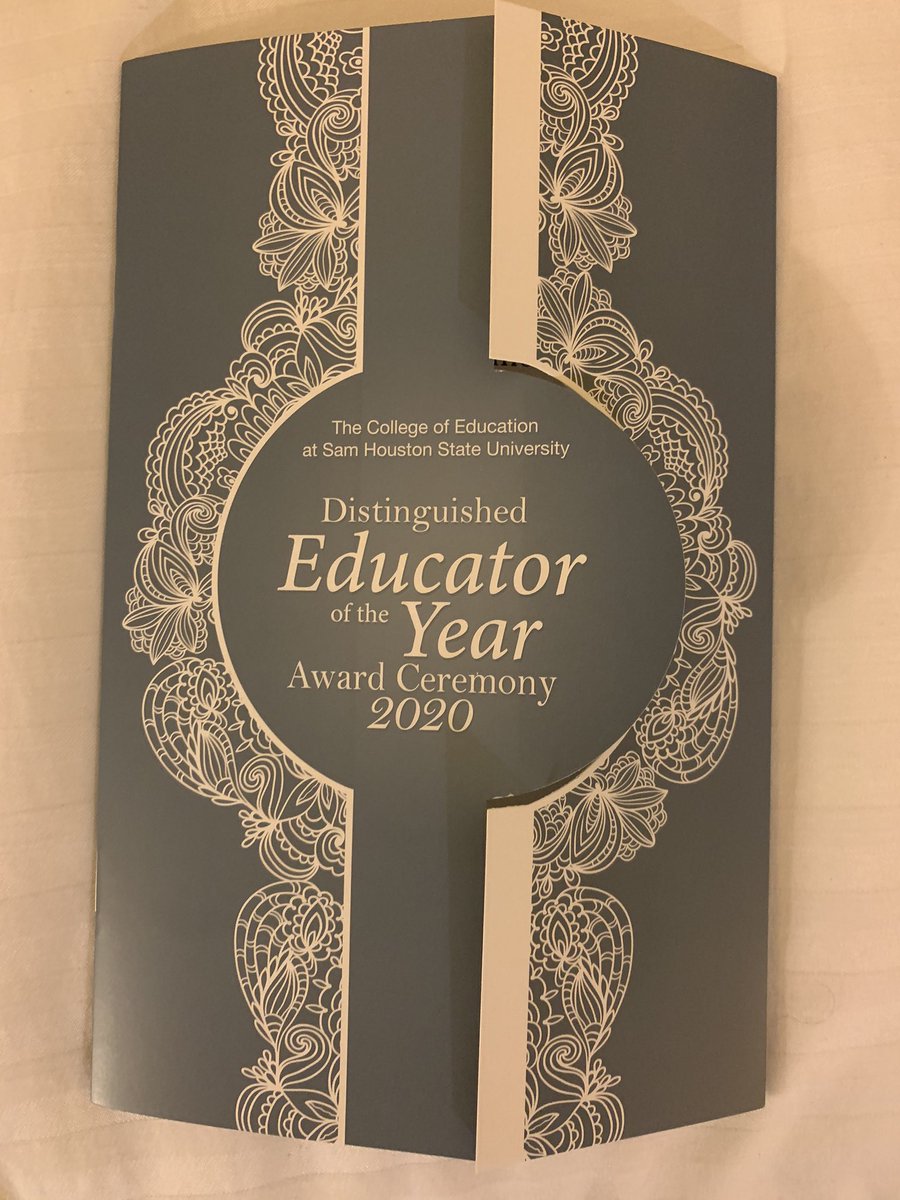 The College of Education
at Sam Houston State University
Distinguished
Educator
of the Year
Award Ceremony
2020